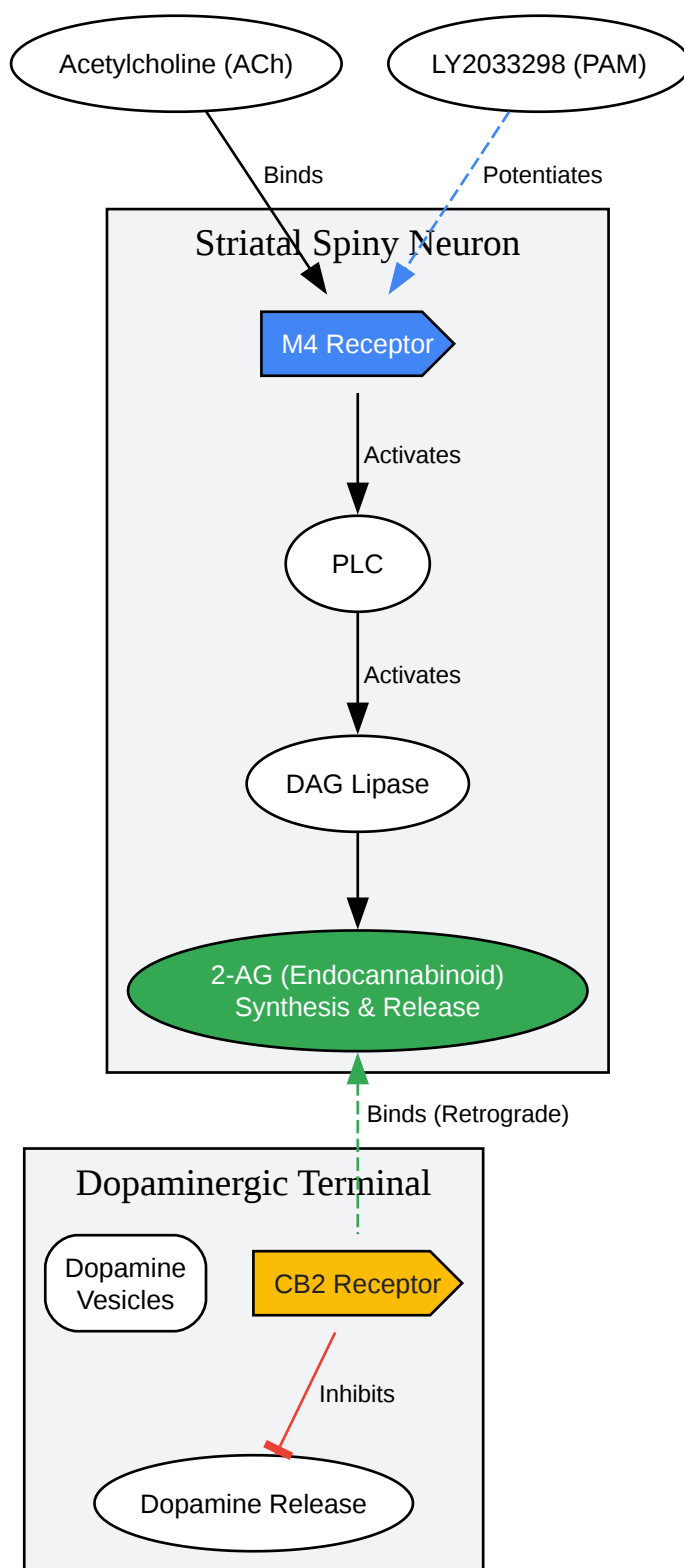 Acetylcholine (ACh)
LY2033298 (PAM)
Binds
Potentiates
Striatal Spiny Neuron
M4 Receptor
Activates
PLC
Activates
DAG Lipase
2-AG (Endocannabinoid)
Synthesis & Release
Binds (Retrograde)
Dopaminergic Terminal
Dopamine
Vesicles
CB2 Receptor
Inhibits
Dopamine Release